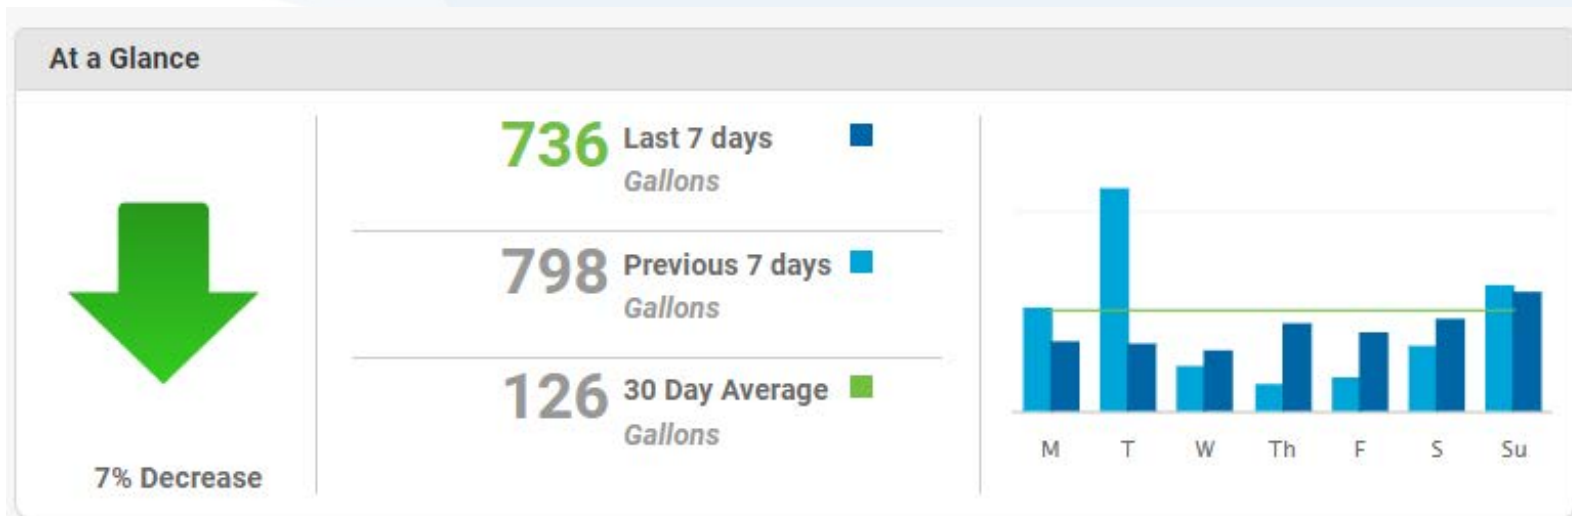 At a Glance
736 Last 7 days
Gallons
798 Previous 7 days
Gallons
126 30 Day Average
Gallons
7% Decrease
M T W Th F S Su